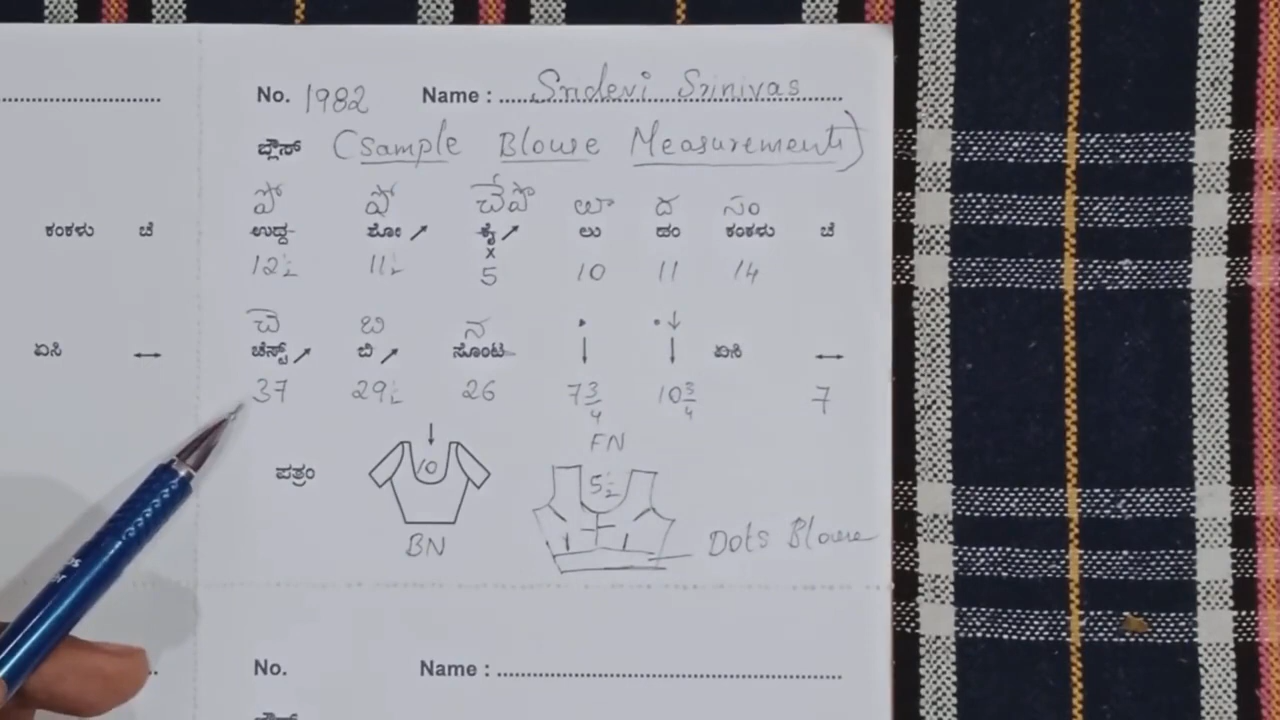 No. 1982 Name : Sridevi Srinivas
ಬ್ಲೌಸ್ (Sample Blouse Measurement)
ಪೋ ಷೋ ಚೇಪೊ ಲೂ ದ ಸಂ
ಕಂಕಳು ಚೆ ಉದ್ದ ಶೋ ↗ ಕೈ ↗ ಲು ಡಂ ಕಂಕಳು ಚೆ
x
12½ 11½ 5 10 11 14
ಚೆ ಬಿ ನ
ಏಸಿ ↔ ಚೆಸ್ಟ್ ↗ ಬಿ ↗ ಸೊಂಟ ↓ ↓ ಏಸಿ ↔
37 29½ 26 7¾ 10¾ 7
FN
ಪತ್ರಂ 10 5½
BN Dots Blouse
No. Name :